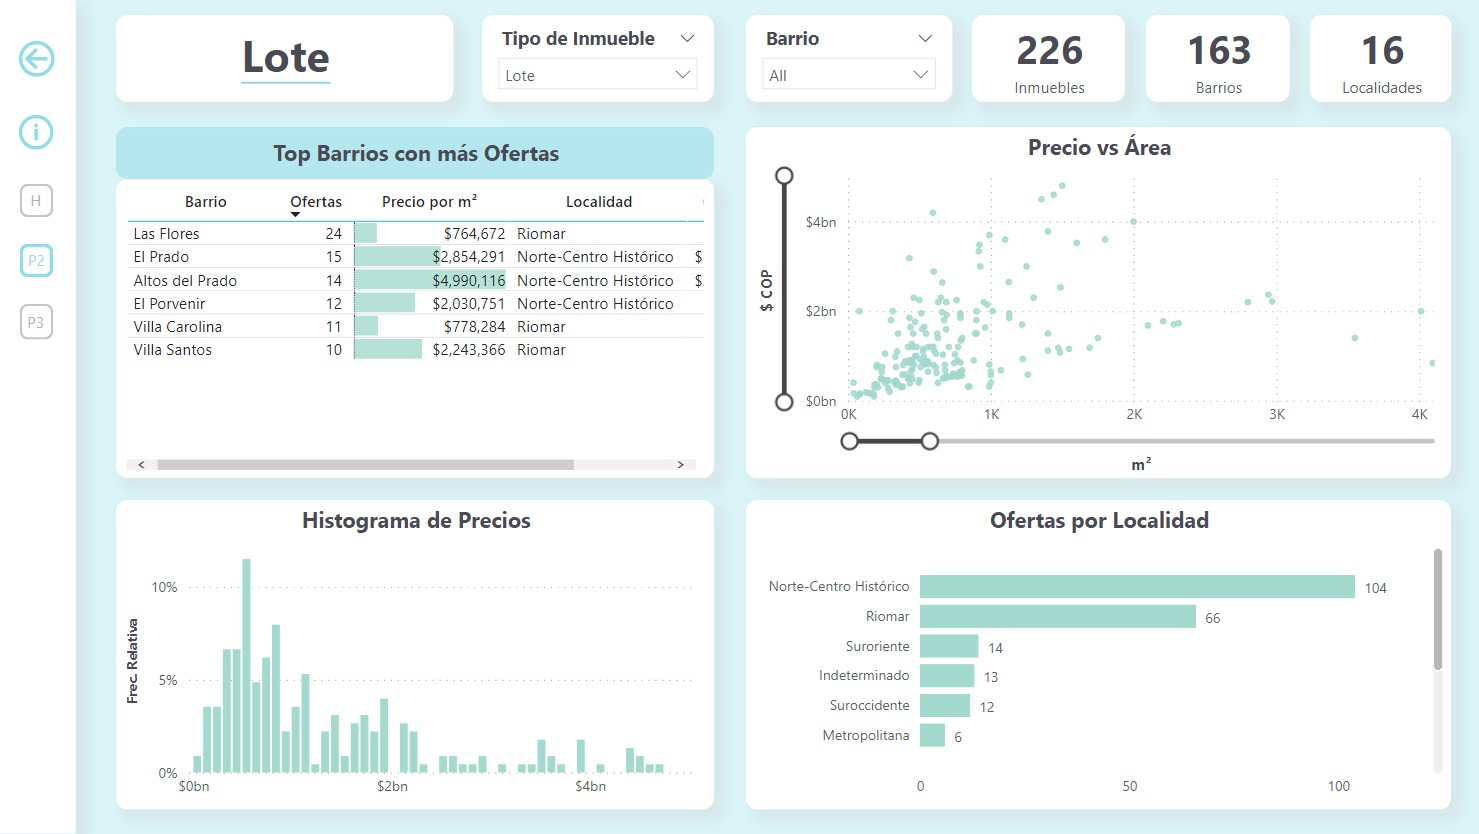 Lote
Tipo de Inmueble
Lote
Barrio
All
226
Inmuebles
163
Barrios
16
Localidades
H
P2
P3
Top Barrios con más Ofertas
Barrio Ofertas Precio por m² Localidad
Las Flores 24 $764,672 Riomar
El Prado 15 $2,854,291 Norte-Centro Histórico $
Altos del Prado 14 $4,990,116 Norte-Centro Histórico $
El Porvenir 12 $2,030,751 Norte-Centro Histórico
Villa Carolina 11 $778,284 Riomar
Villa Santos 10 $2,243,366 Riomar
Precio vs Área
$ COP
$4bn
$2bn
$0bn
0K 1K 2K 3K 4K
m²
Histograma de Precios
Frec. Relativa
10%
5%
0%
$0bn $2bn $4bn
Ofertas por Localidad
Norte-Centro Histórico 104
Riomar 66
Suroriente 14
Indeterminado 13
Suroccidente 12
Metropolitana 6
0 50 100